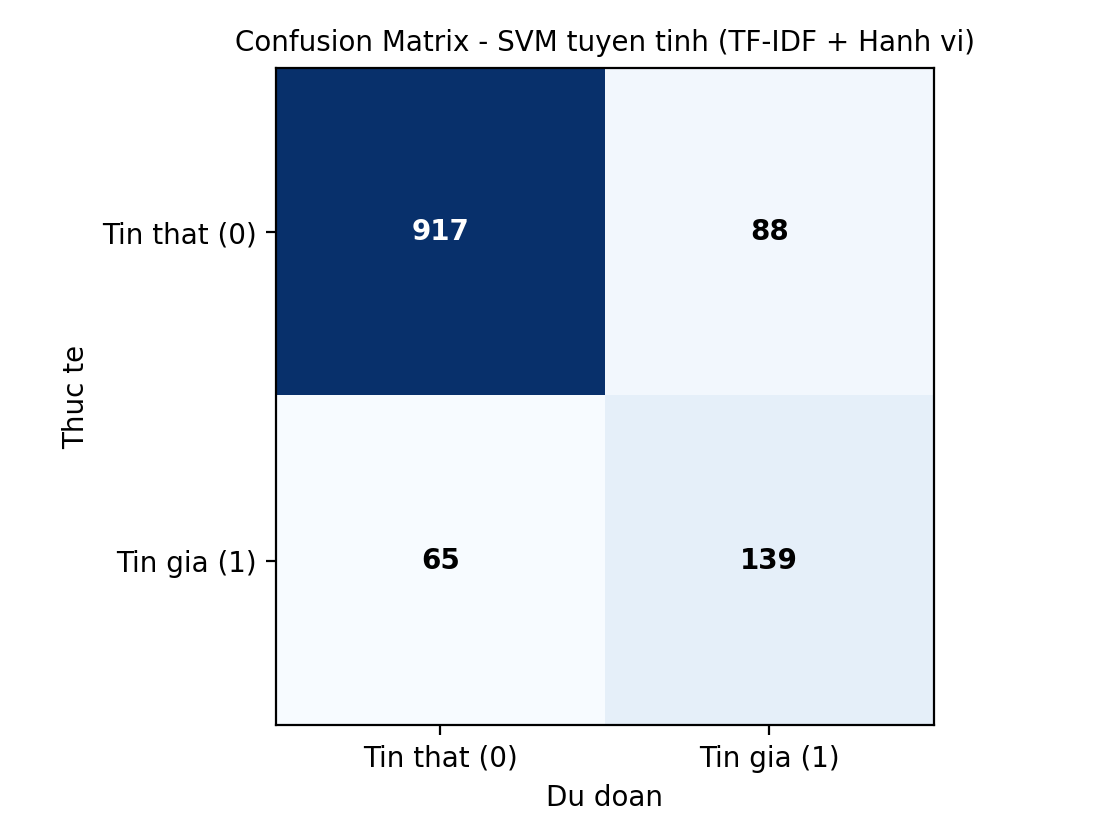 Confusion Matrix - SVM tuyen tinh (TF-IDF + Hanh vi)
Tin that (0)
917
88
Thuc te
Tin gia (1)
65
139
Tin that (0)
Tin gia (1)
Du doan